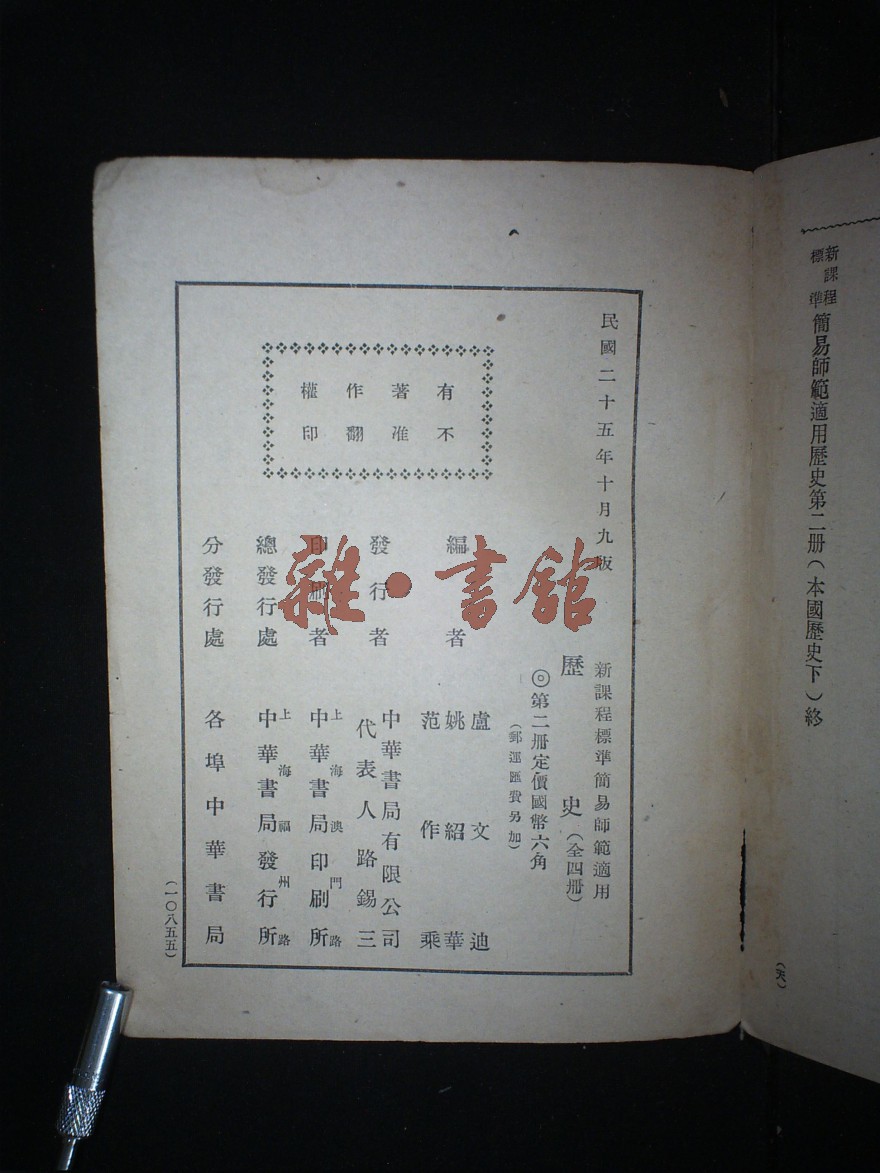 新課程標準簡易師範適用歷史第二册（本國歷史下）終
（天）
民國二十五年十月九版
新課程標準簡易師範適用
歷史（全四册）
◎第二册定價國幣六角
（郵運匯費另加）
有不
著准
作翻
權印
編者
盧文迪
姚紹華
范作乘
發行者
中華書局有限公司
代表人路錫三
印刷者
上海澳門路
中華書局印刷所
總發行處
上海福州路
中華書局發行所
分發行處
各埠中華書局
（一〇八五五）
雜·書館